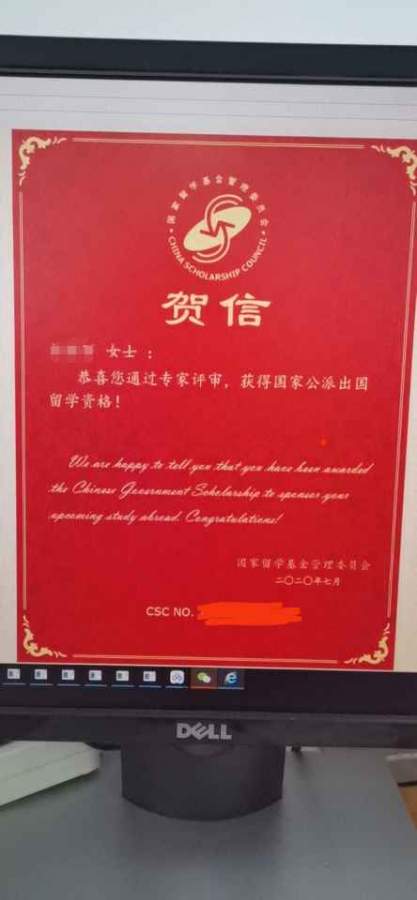 国家留学基金管理委员会
CHINA SCHOLARSHIP COUNCIL
贺信
女士：
恭喜您通过专家评审，获得国家公派出国
留学资格！
We are happy to tell you that you have been awarded
the Chinese Government Scholarship to sponsor your
upcoming study abroad. Congratulations!
国家留学基金管理委员会
二〇二〇年七月
CSC NO.
DELL